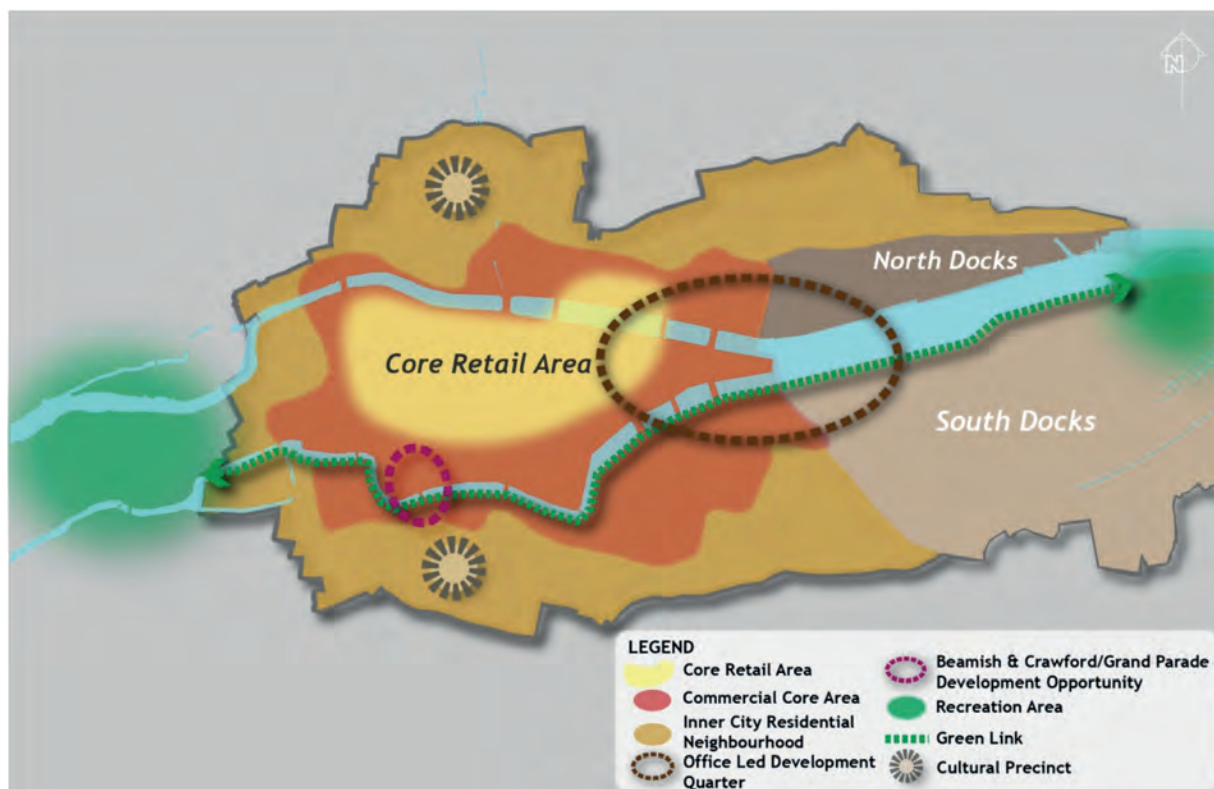 N
North Docks
Core Retail Area
South Docks
LEGEND
Core Retail Area
Commercial Core Area
Inner City Residential
Neighbourhood
Office Led Development
Quarter
Beamish & Crawford/Grand Parade
Development Opportunity
Recreation Area
Green Link
Cultural Precinct